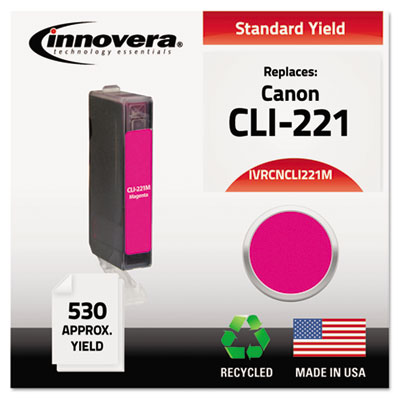 innovera®
technology essentials
Standard Yield
Replaces:
Canon
CLI-221
IVRCNCLI221M
CLI-221M
Magenta
530
APPROX.
YIELD
RECYCLED
MADE IN USA